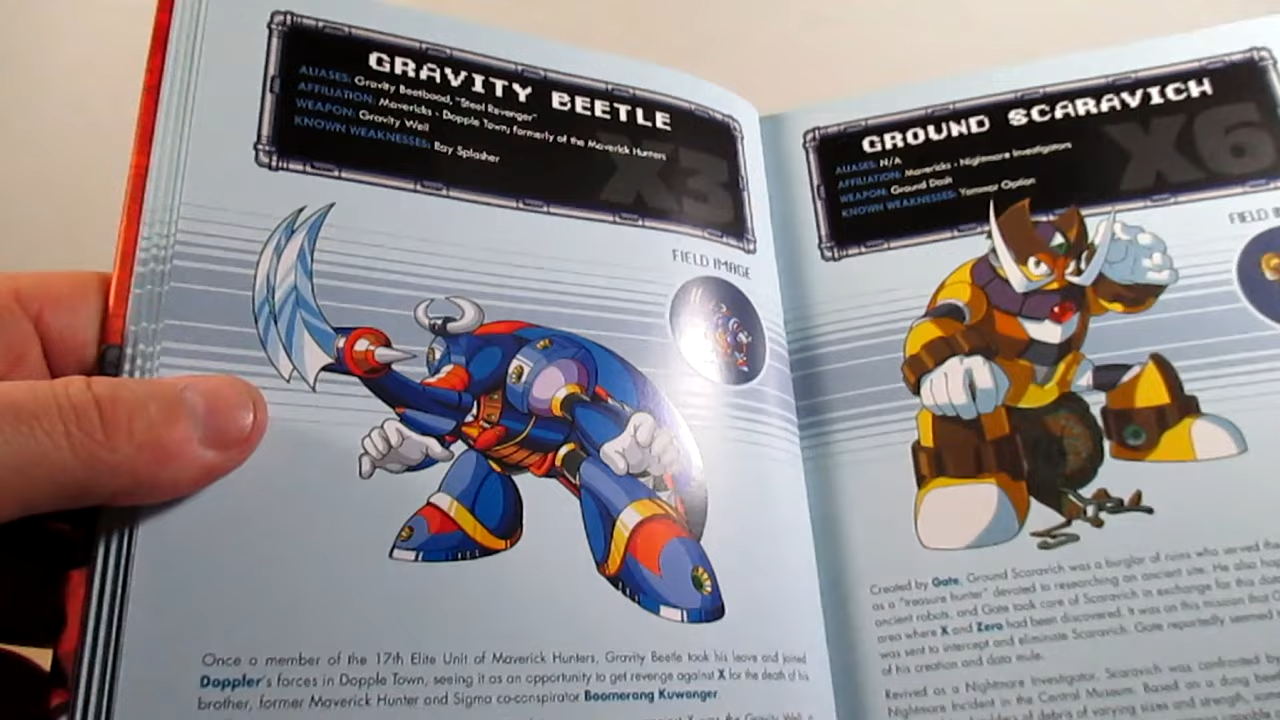 GRAVITY BEETLE
ALIASES: Gravity Beetbood, "Steel Revenger"
AFFILIATION: Mavericks - Dopple Town; formerly of the Maverick Hunters
WEAPON: Gravity Well
KNOWN WEAKNESSES: Ray Splasher
X3
FIELD IMAGE
Once a member of the 17th Elite Unit of Maverick Hunters, Gravity Beetle took his leave and joined
Doppler's forces in Dopple Town, seeing it as an opportunity to get revenge against X for the death of his
brother, former Maverick Hunter and Sigma co-conspirator Boomerang Kuwanger.
GROUND SCARAVICH
ALIASES: N/A
AFFILIATION: Mavericks - Nightmare Investigators
WEAPON: Ground Dash
KNOWN WEAKNESSES: Yammar Option
X6
FIELD
Created by Gate, Ground Scaravich was a burglar of ruins who served
as a "treasure hunter" devoted to researching an ancient site. He also
ancient robots, and Gate took care of Scaravich in exchange for this
area where X and Zero had been discovered. It was on this mission that
was sent to intercept and eliminate Scaravich. Gate reportedly seemed
of his creation and data mule.
Revived as a Nightmare Investigator, Scaravich was confronted
Nightmare Incident in the Central Museum. Based on a dung
of debris of varying sizes and strength,